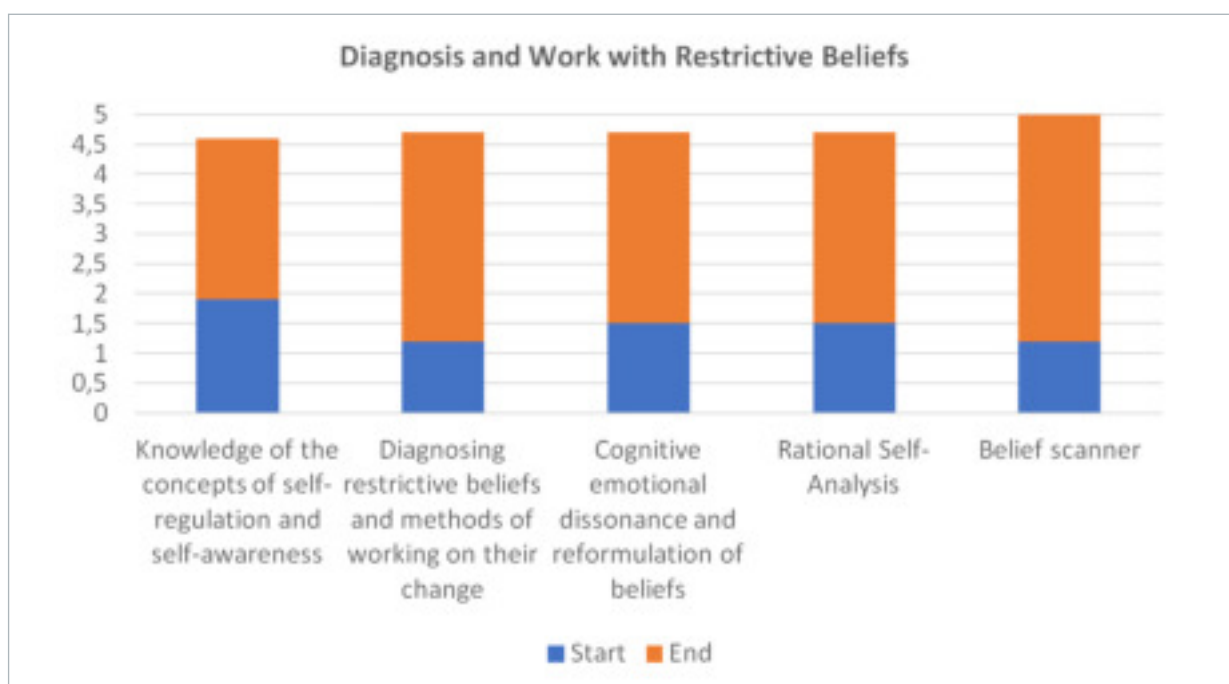 Diagnosis and Work with Restrictive Beliefs
5
4,5
4
3,5
3
2,5
2
1,5
1
0,5
0
Knowledge of the
concepts of self-
regulation and
self-awareness
Diagnosing
restrictive beliefs
and methods of
working on their
change
Cognitive
emotional
dissonance and
reformulation of
beliefs
Rational Self-
Analysis
Belief scanner
Start
End